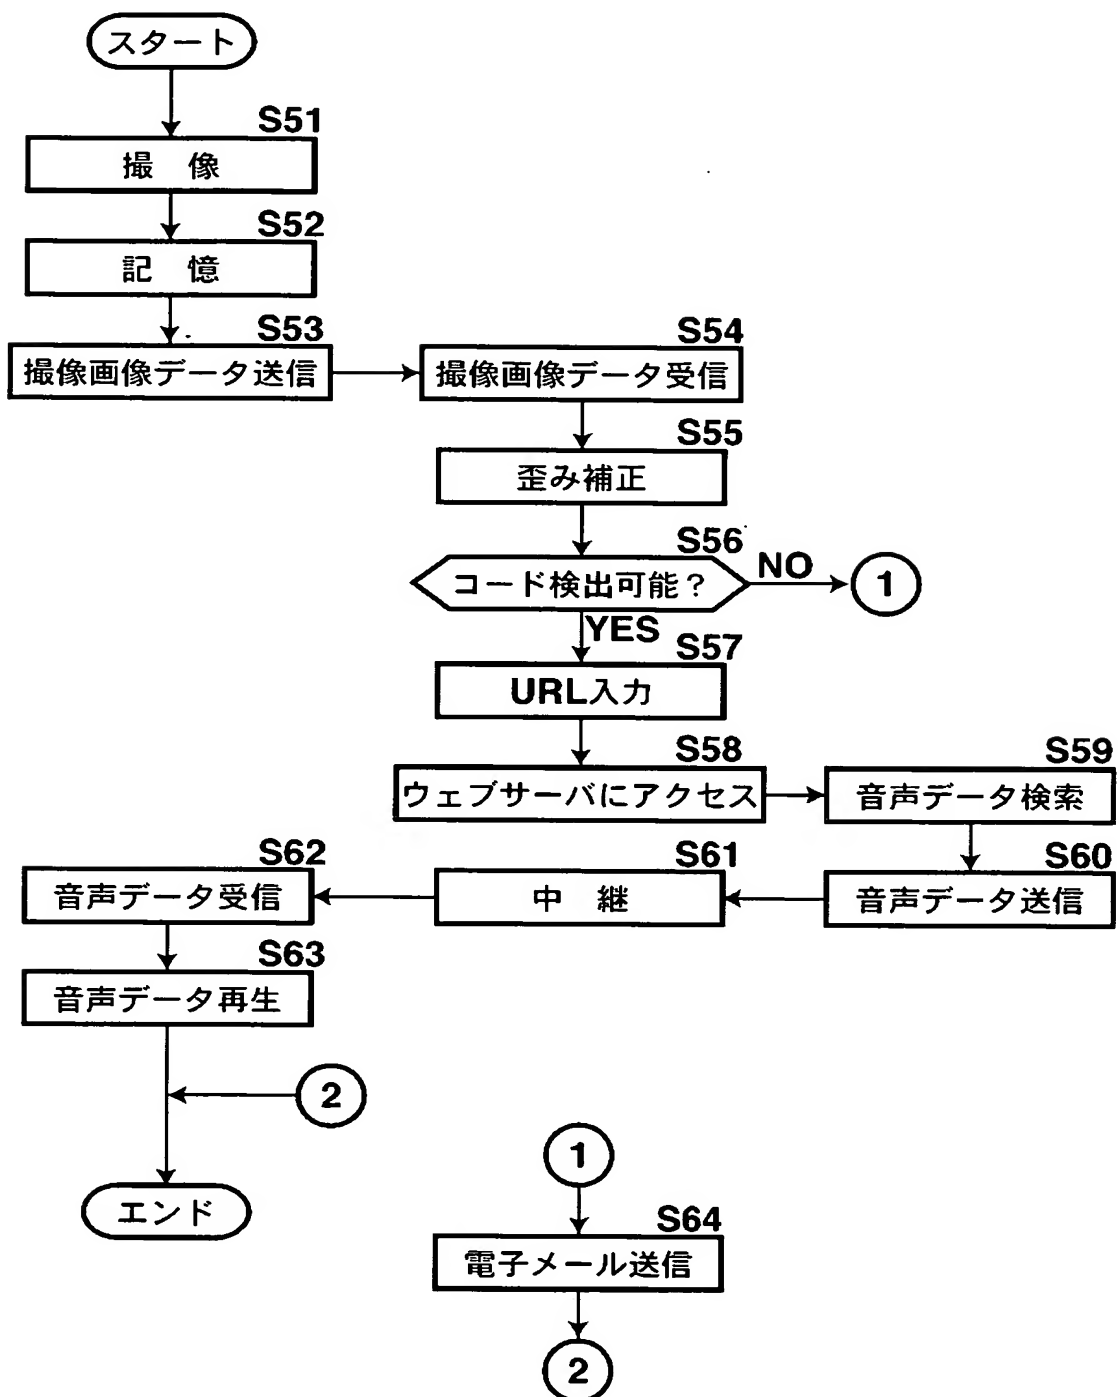 スタート
S51
撮 像
S52
記 憶
S53
撮像画像データ送信
S54
撮像画像データ受信
S55
歪み補正
S56
コード検出可能?
NO
1
YES
S57
URL入力
S58
ウェブサーバにアクセス
S59
音声データ検索
S60
音声データ送信
S61
中 継
S62
音声データ受信
S63
音声データ再生
2
エンド
1
S64
電子メール送信
2